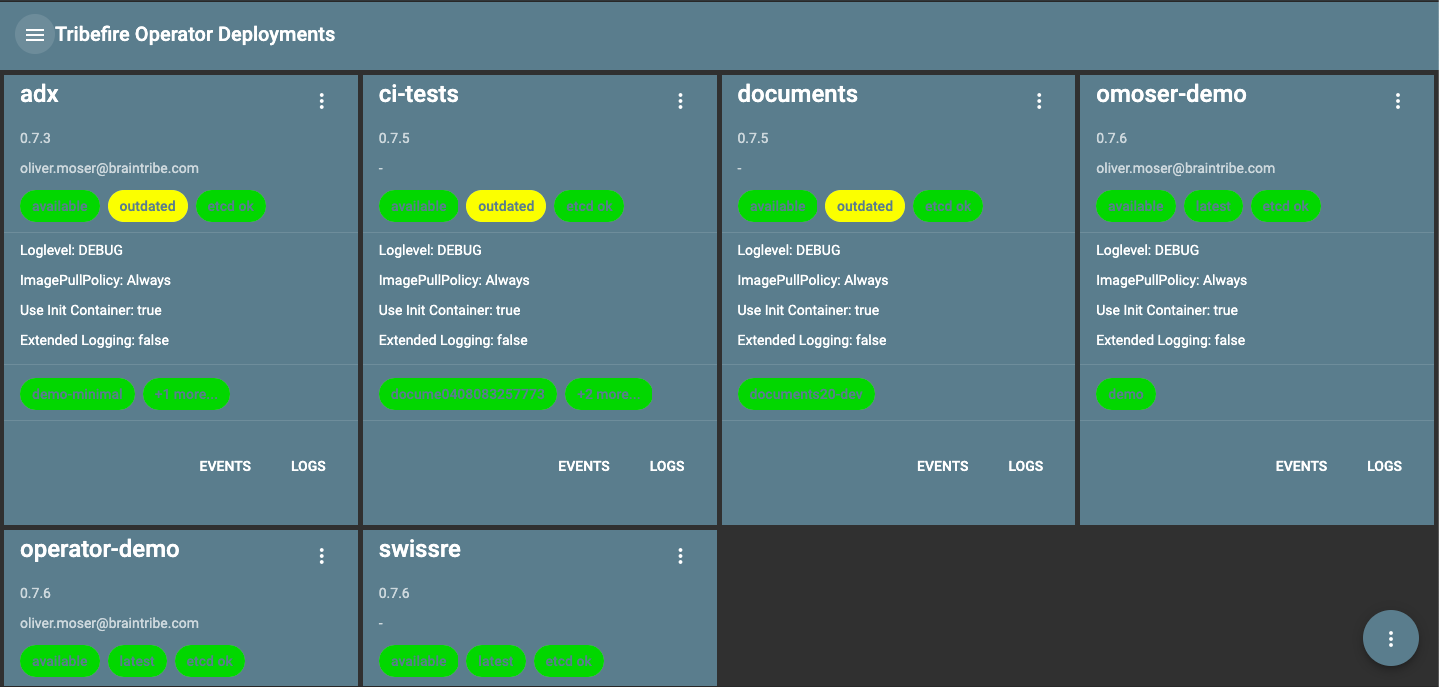 Tribefire Operator Deployments
adx
0.7.3
oliver.moser@braintribe.com
available outdated etcd ok
Loglevel: DEBUG
ImagePullPolicy: Always
Use Init Container: true
Extended Logging: false
demo-minimal +1 more...
EVENTS LOGS
ci-tests
0.7.5
-
available outdated etcd ok
Loglevel: DEBUG
ImagePullPolicy: Always
Use Init Container: true
Extended Logging: false
+2 more...
EVENTS LOGS
documents
0.7.5
-
available outdated etcd ok
Loglevel: DEBUG
ImagePullPolicy: Always
Use Init Container: true
Extended Logging: false
documents20-dev
EVENTS LOGS
omoser-demo
0.7.6
oliver.moser@braintribe.com
available latest etcd ok
Loglevel: DEBUG
ImagePullPolicy: Always
Use Init Container: true
Extended Logging: false
demo
EVENTS LOGS
operator-demo
0.7.6
oliver.moser@braintribe.com
available latest etcd ok
swissre
0.7.6
-
available latest etcd ok